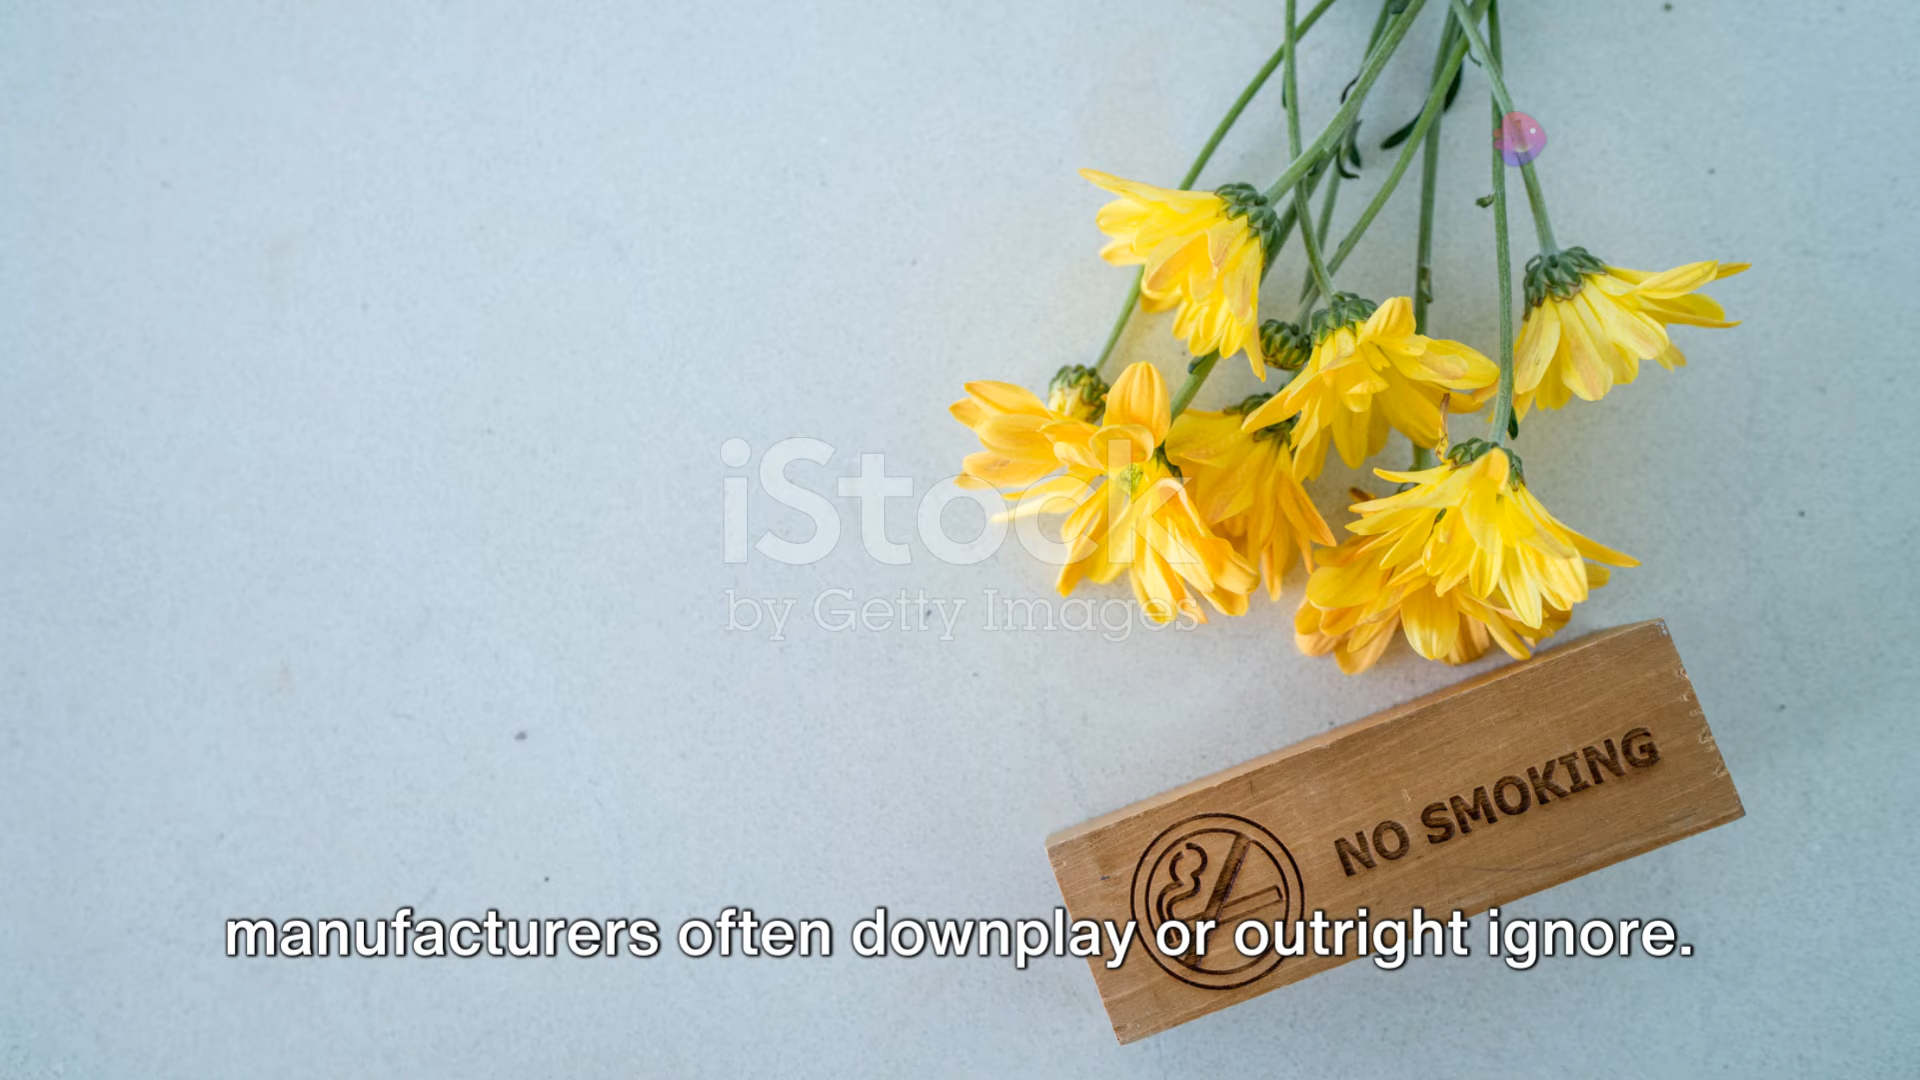 iStock
by Getty Images
NO SMOKING
manufacturers often downplay or outright ignore.